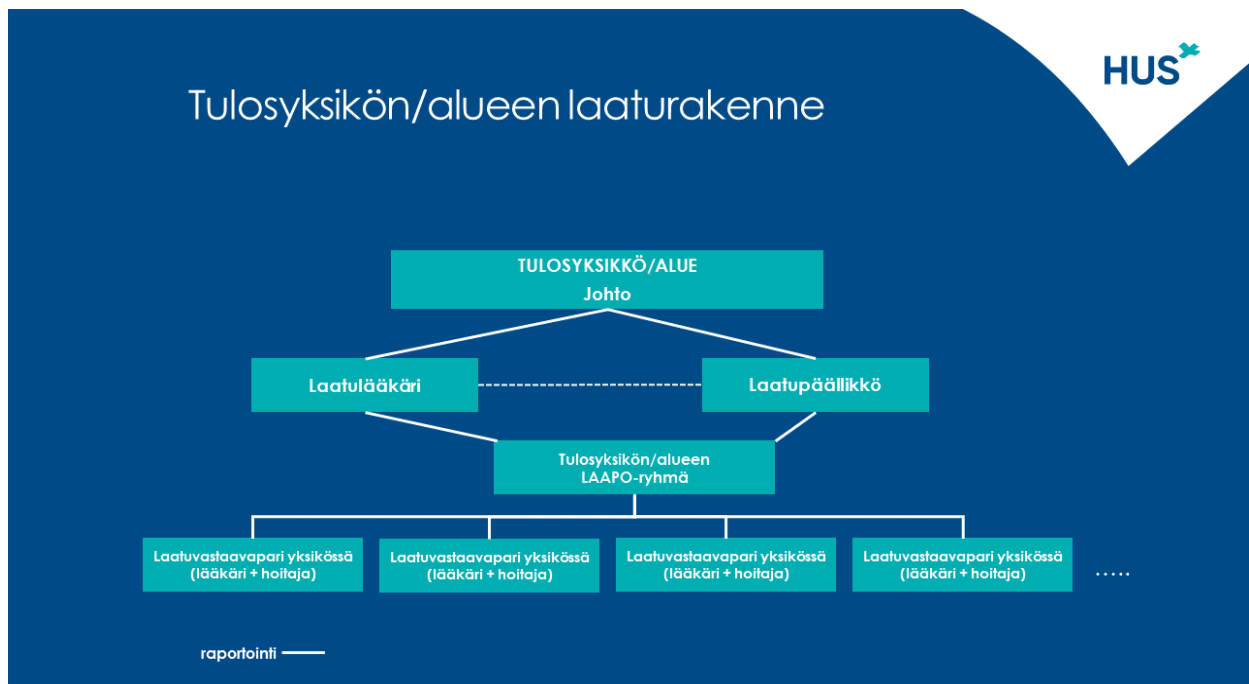 HUS
Tulosyksikön/alueen laaturakenne
TULOSYKSIKKÖ/ALUE
Johto
Laatulääkäri
Laatupäällikkö
Tulosyksikön/alueen
LAAPO-ryhmä
Laatuvastaavapari yksikössä
(lääkäri + hoitaja)
Laatuvastaavapari yksikössä
(lääkäri + hoitaja)
Laatuvastaavapari yksikössä
(lääkäri + hoitaja)
Laatuvastaavapari yksikössä
(lääkäri + hoitaja)
.....
raportointi